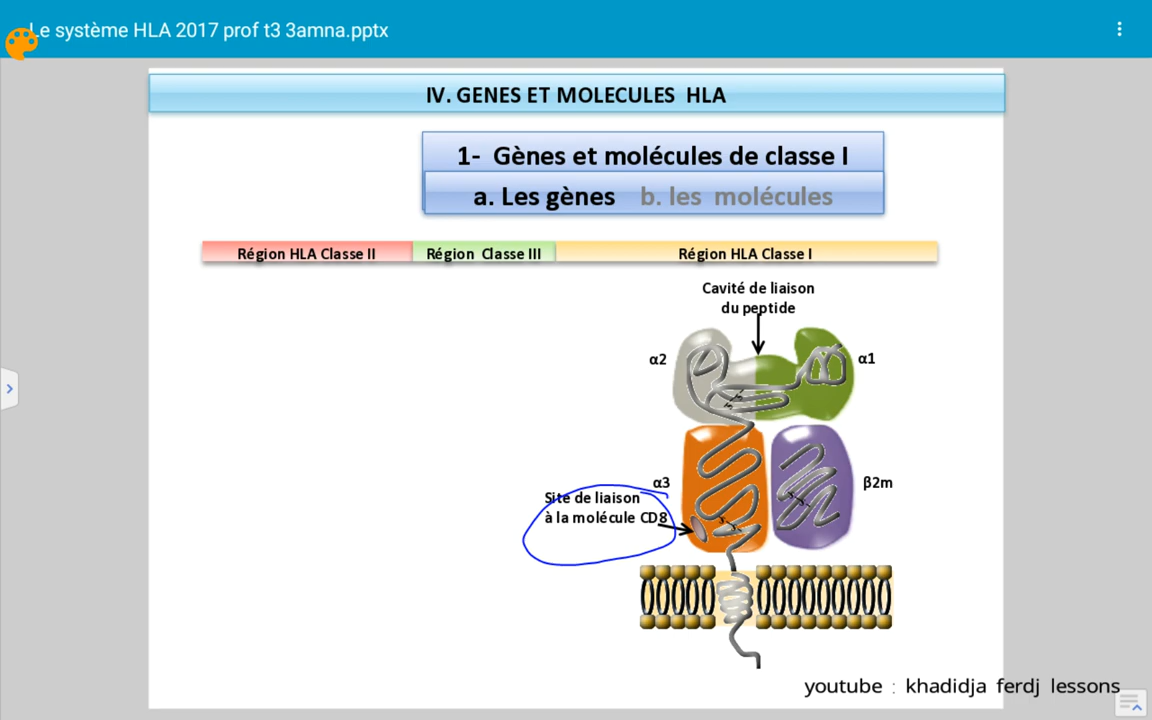 Le système HLA 2017 prof t3 3amna.pptx
IV. GENES ET MOLECULES HLA
1- Gènes et molécules de classe I
a. Les gènes b. les molécules
Région HLA Classe II Région Classe III Région HLA Classe I
Cavité de liaison
du peptide
α2
α1
α3
β2m
Site de liaison
à la molécule CD8
youtube : khadidja ferdj lessons